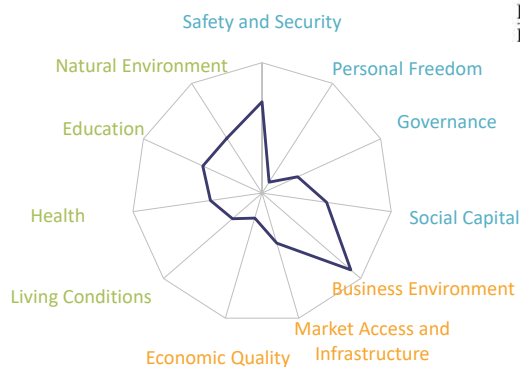 Safety and Security
Natural Environment
Personal Freedom
Education
Governance
Health
Social Capital
Living Conditions
Business Environment
Market Access and
Infrastructure
Economic Quality